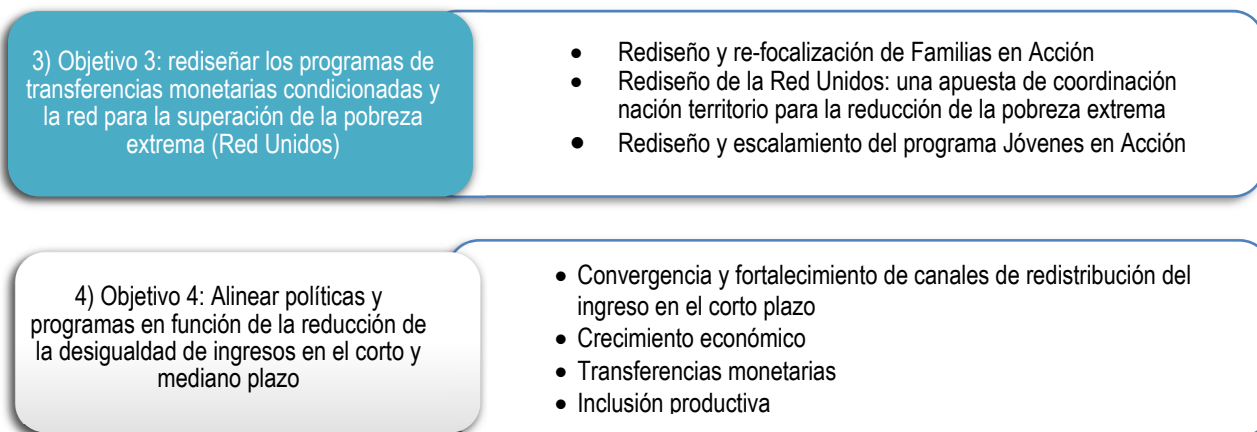 3) Objetivo 3: rediseñar los programas de
transferencias monetarias condicionadas y
la red para la superación de la pobreza
extrema (Red Unidos)
• Rediseño y re-focalización de Familias en Acción
• Rediseño de la Red Unidos: una apuesta de coordinación
nación territorio para la reducción de la pobreza extrema
• Rediseño y escalamiento del programa Jóvenes en Acción
4) Objetivo 4: Alinear políticas y
programas en función de la reducción de
la desigualdad de ingresos en el corto y
mediano plazo
• Convergencia y fortalecimiento de canales de redistribución del
ingreso en el corto plazo
• Crecimiento económico
• Transferencias monetarias
• Inclusión productiva